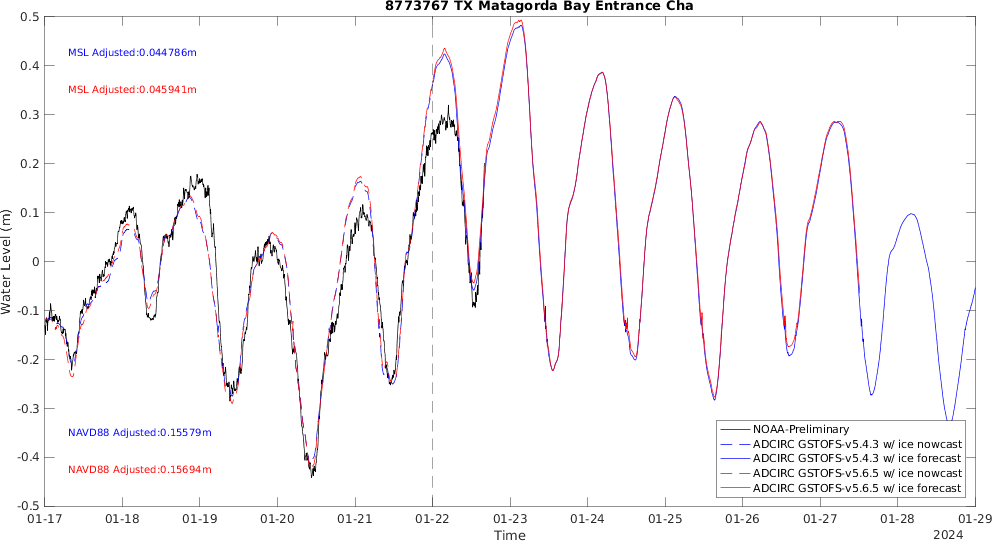 8773767 TX Matagorda Bay Entrance Cha
0.5
0.4
0.3
0.2
0.1
0
-0.1
-0.2
-0.3
-0.4
-0.5
Water Level (m)
MSL Adjusted:0.044786m
MSL Adjusted:0.045941m
NAVD88 Adjusted:0.15579m
NAVD88 Adjusted:0.15694m
NOAA-Preliminary
ADCIRC GSTOFS-v5.4.3 w/ ice nowcast
ADCIRC GSTOFS-v5.4.3 w/ ice forecast
ADCIRC GSTOFS-v5.6.5 w/ ice nowcast
ADCIRC GSTOFS-v5.6.5 w/ ice forecast
01-17 01-18 01-19 01-20 01-21 01-22 01-23 01-24 01-25 01-26 01-27 01-28 01-29
Time
2024